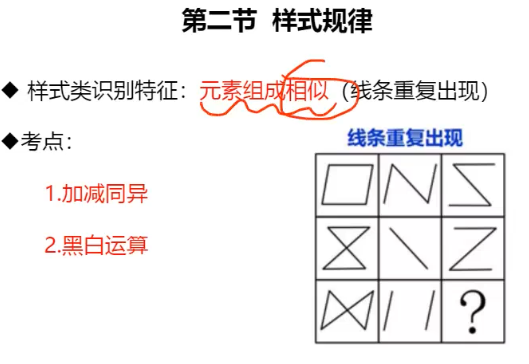 第二节 样式规律
◆ 样式类识别特征：元素组成相似（线条重复出现）
◆考点：
线条重复出现
1.加减同异
2.黑白运算
?